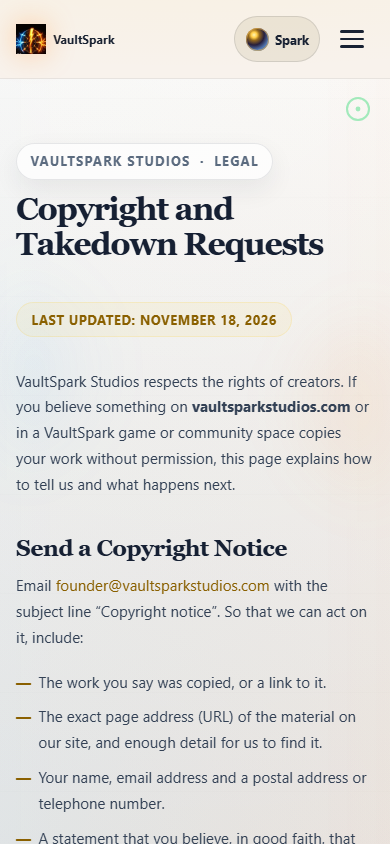 VaultSpark
Spark
VAULTSPARK STUDIOS · LEGAL
Copyright and
Takedown Requests
LAST UPDATED: NOVEMBER 18, 2026
VaultSpark Studios respects the rights of creators. If
you believe something on vaultsparkstudios.com or
in a VaultSpark game or community space copies
your work without permission, this page explains how
to tell us and what happens next.
Send a Copyright Notice
Email founder@vaultsparkstudios.com with the
subject line “Copyright notice”. So that we can act on
it, include:
— The work you say was copied, or a link to it.
— The exact page address (URL) of the material on
our site, and enough detail for us to find it.
— Your name, email address and a postal address or
telephone number.
— A statement that you believe, in good faith, that